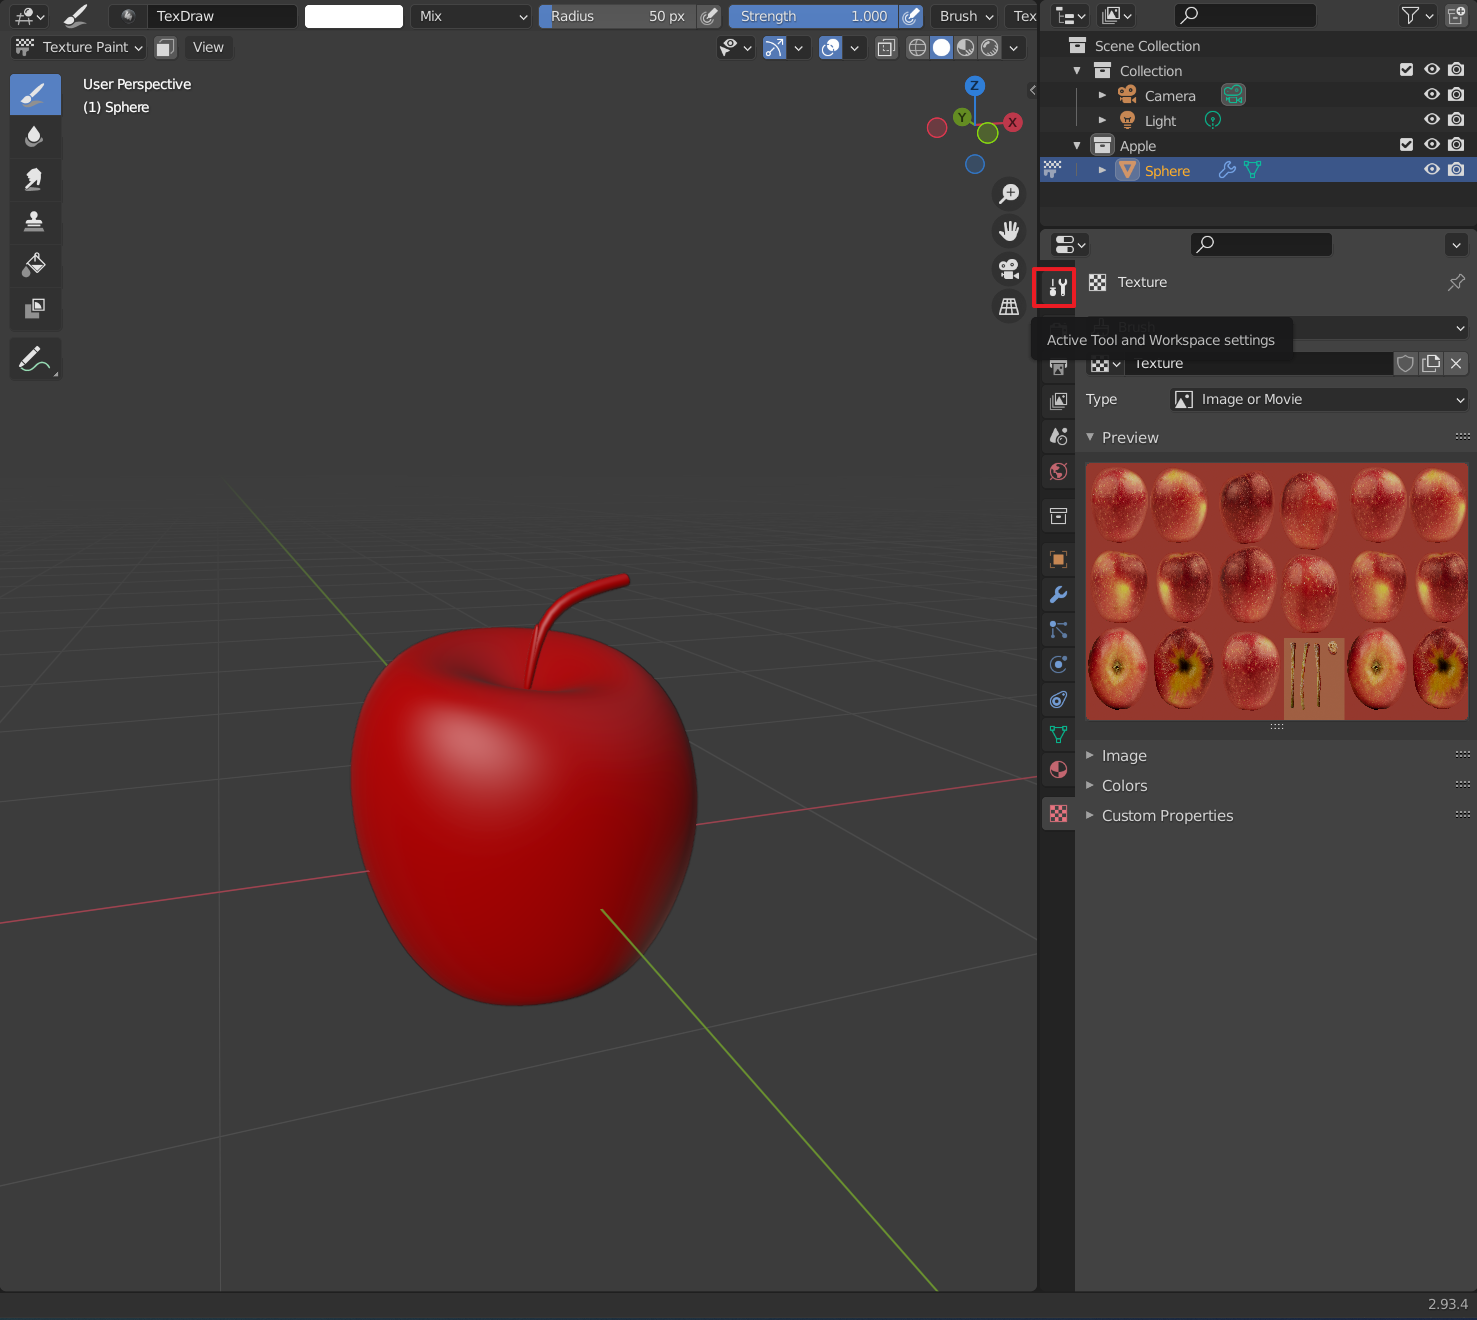 TexDraw Mix Radius 50 px Strength 1.000 Brush Tex
Texture Paint View
User Perspective
(1) Sphere
Z
Y
X
Scene Collection
Collection
Camera
Light
Apple
Sphere
Texture
Brush
Active Tool and Workspace settings
Texture
Type Image or Movie
Preview
Image
Colors
Custom Properties
2.93.4